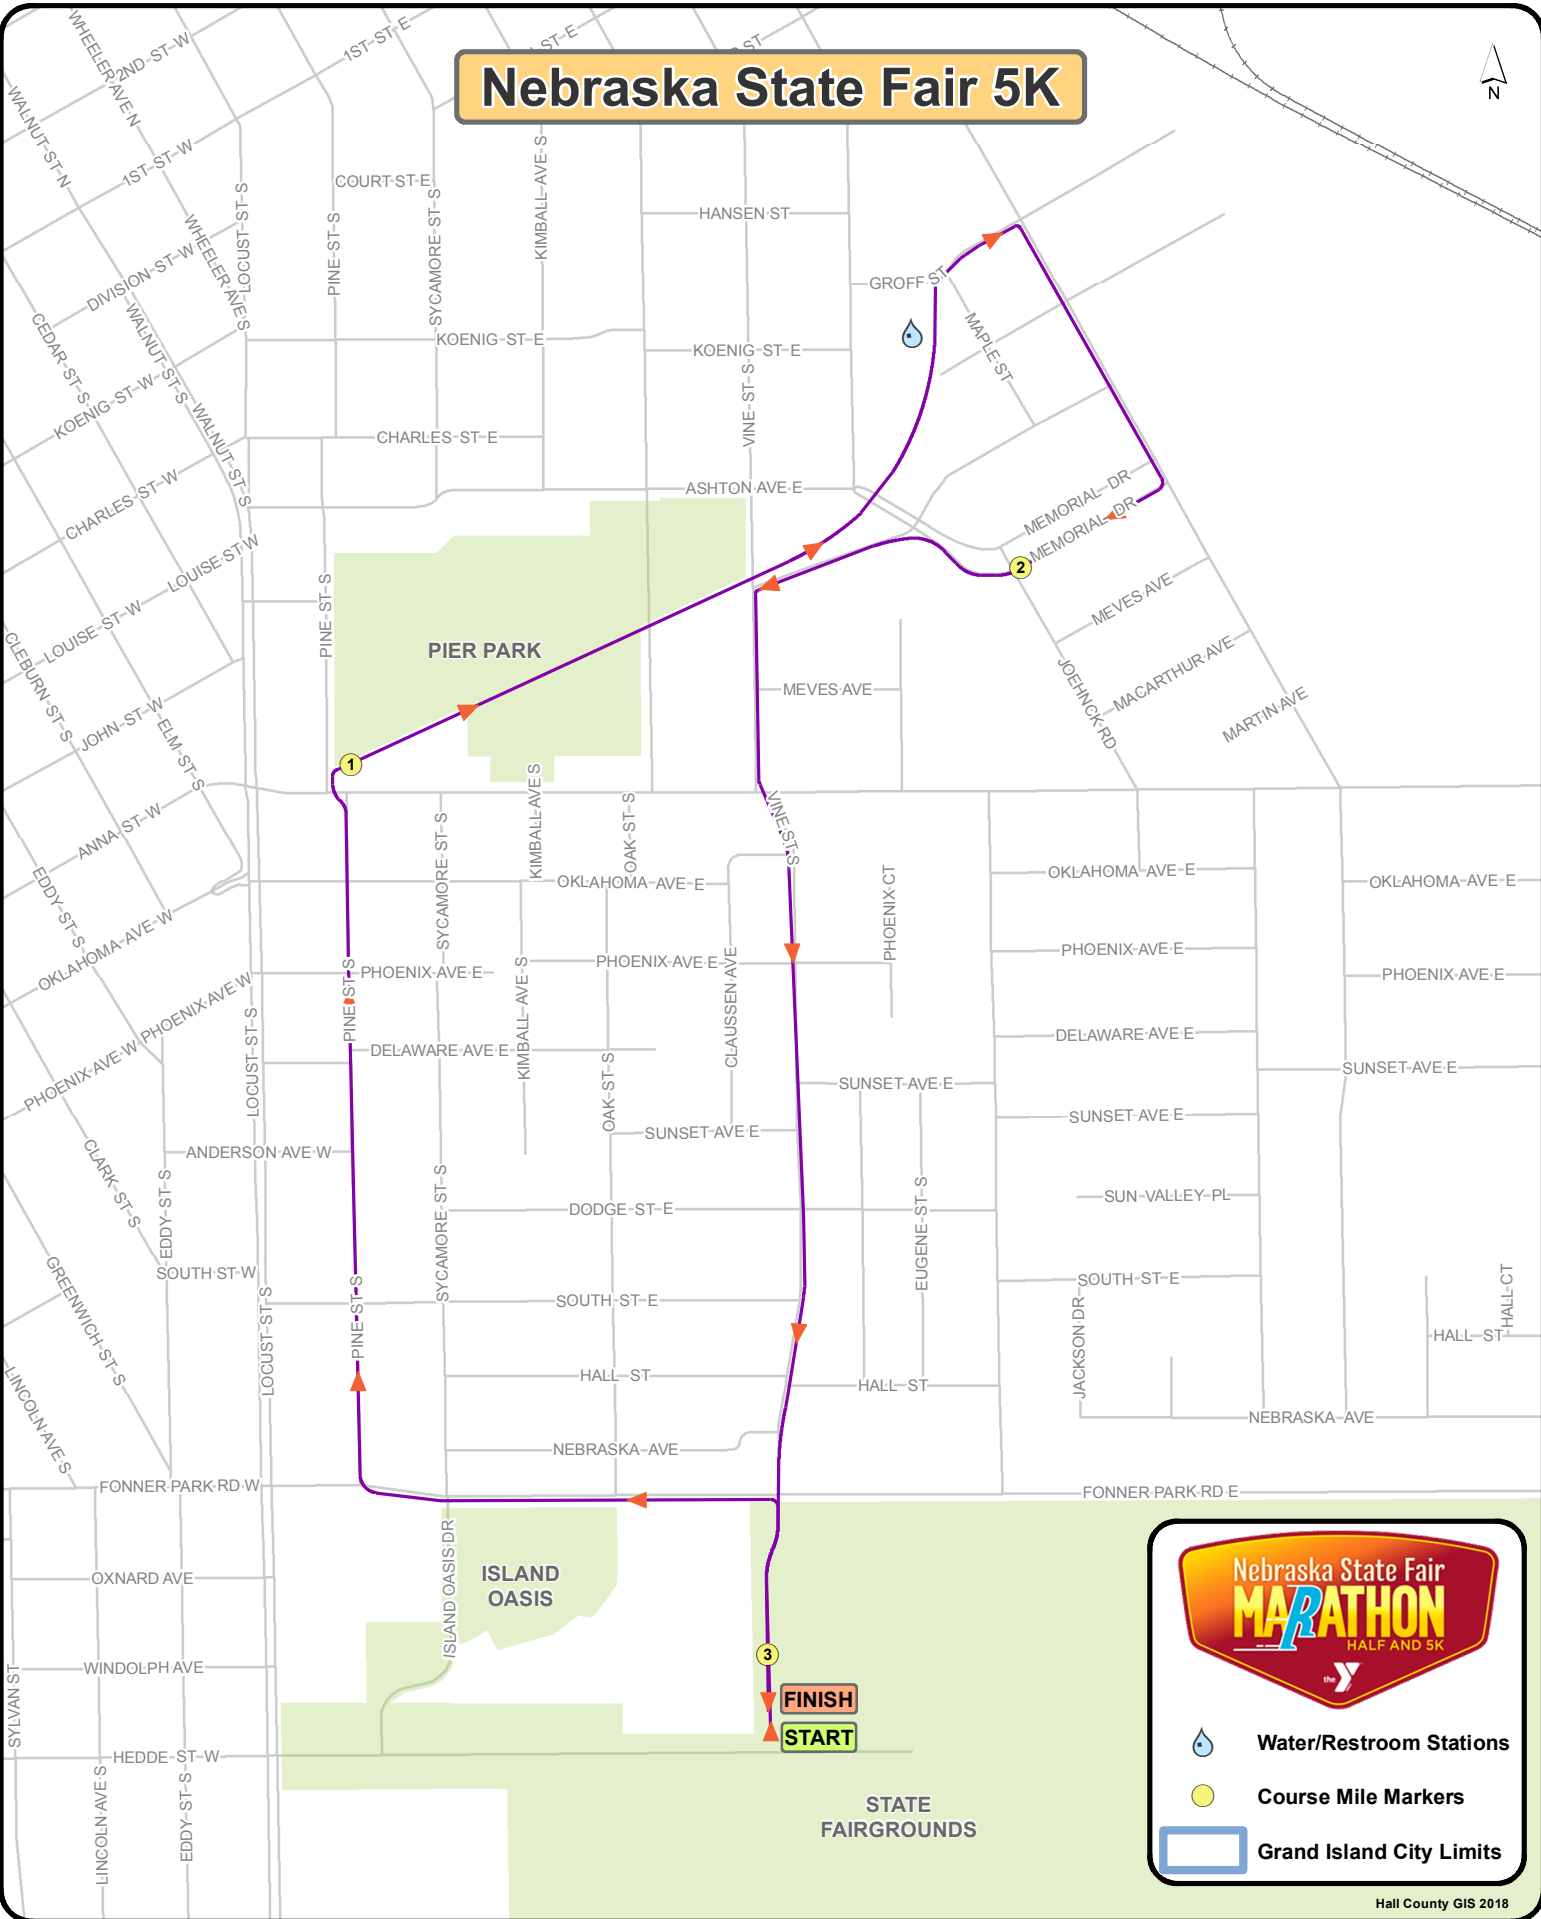 Nebraska State Fair 5K
N
WHEELER AVE N
2ND ST W
1ST ST E
ST E
ST
WALNUT ST N
1ST ST W
COURT ST E
KIMBALL AVE S
HANSEN ST
LOCUST ST S
PINE ST S
SYCAMORE ST S
WHEELER AVE S
DIVISION ST W
GROFF ST
WALNUT ST S
CEDAR ST S
KOENIG ST E
KOENIG ST E
MAPLE ST
KOENIG ST W
VINE ST S
WALNUT ST S
CHARLES ST E
CHARLES ST W
ASHTON AVE E
MEMORIAL DR
MEMORIAL DR
LOUISE ST W
2
MEVES AVE
PINE ST S
LOUISE ST W
PIER PARK
CLEBURN ST S
MEVES AVE
JOEHNCK RD
MACARTHUR AVE
MARTIN AVE
JOHN ST W
ELM ST S
1
KIMBALL AVE S
OAK ST S
VINE ST S
ANNA ST W
SYCAMORE ST S
OKLAHOMA AVE E
OKLAHOMA AVE E
OKLAHOMA AVE E
EDDY ST S
OKLAHOMA AVE W
PHOENIX CT
PHOENIX AVE E
PHOENIX AVE E
PHOENIX AVE E
PHOENIX AVE E
PINE ST S
KIMBALL AVE S
CLAUSSEN AVE
PHOENIX AVE W
PHOENIX AVE W
LOCUST ST S
DELAWARE AVE E
DELAWARE AVE E
OAK ST S
SUNSET AVE E
SUNSET AVE E
SUNSET AVE E
SUNSET AVE E
CLARK ST S
ANDERSON AVE W
EDDY ST S
SYCAMORE ST S
SUN VALLEY PL
DODGE ST E
EUGENE ST S
SOUTH ST W
SOUTH ST E
SOUTH ST E
GREENWICH ST S
LOCUST ST S
PINE ST S
JACKSON DR
HALL CT
HALL ST
HALL ST
HALL ST
LINCOLN AVE S
NEBRASKA AVE
NEBRASKA AVE
FONNER PARK RD W
FONNER PARK RD E
ISLAND OASIS DR
ISLAND
OASIS
OXNARD AVE
WINDOLPH AVE
SYLVAN ST
3
FINISH
START
HEDDE ST W
LINCOLN AVE S
EDDY ST S
STATE
FAIRGROUNDS
Nebraska State Fair
MARATHON
HALF AND 5K
the Y
Water/Restroom Stations
Course Mile Markers
Grand Island City Limits
Hall County GIS 2018